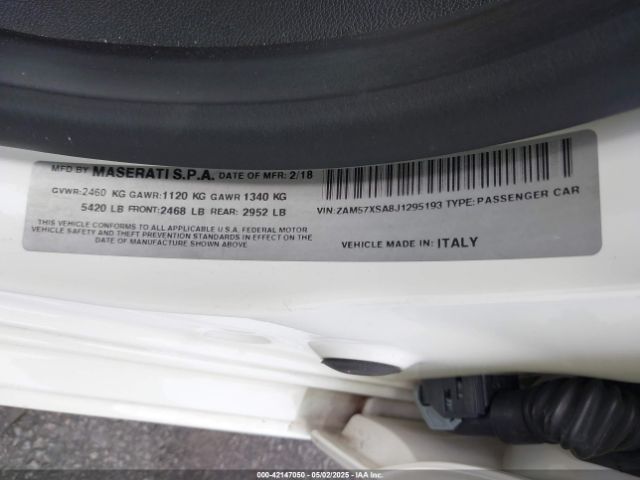 MFD BY MASERATI S.P.A. DATE OF MFR: 2/18
GVWR:2460 KG GAWR:1120 KG GAWR 1340 KG
5420 LB FRONT:2468 LB REAR: 2952 LB
THIS VEHICLE CONFORMS TO ALL APPLICABLE U.S.A. FEDERAL MOTOR
VEHICLE SAFETY AND THEFT PREVENTION STANDARDS IN EFFECT ON THE
DATE OF MANUFACTURE SHOWN ABOVE
VIN:ZAM57XSA8J1295193 TYPE: PASSENGER CAR
VEHICLE MADE IN: ITALY
000-42147050 - 05/02/2025 - IAAI.COM